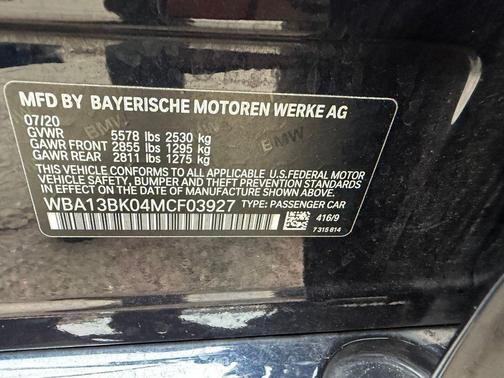 MFD BY BAYERISCHE MOTOREN WERKE AG
07/20
GVWR 5578 lbs 2530 kg
GAWR FRONT 2855 lbs 1295 kg
GAWR REAR 2811 lbs 1275 kg
THIS VEHICLE CONFORMS TO ALL APPLICABLE U.S.FEDERAL MOTOR
VEHICLE SAFETY, BUMPER AND THEFT PREVENTION STANDARDS
IN EFFECT ON THE DATE OF MANUFACTURE SHOWN ABOVE.
WBA13BK04MCF03927 TYPE: PASSENGER CAR
416/9
7 315 814
BMW
BMW